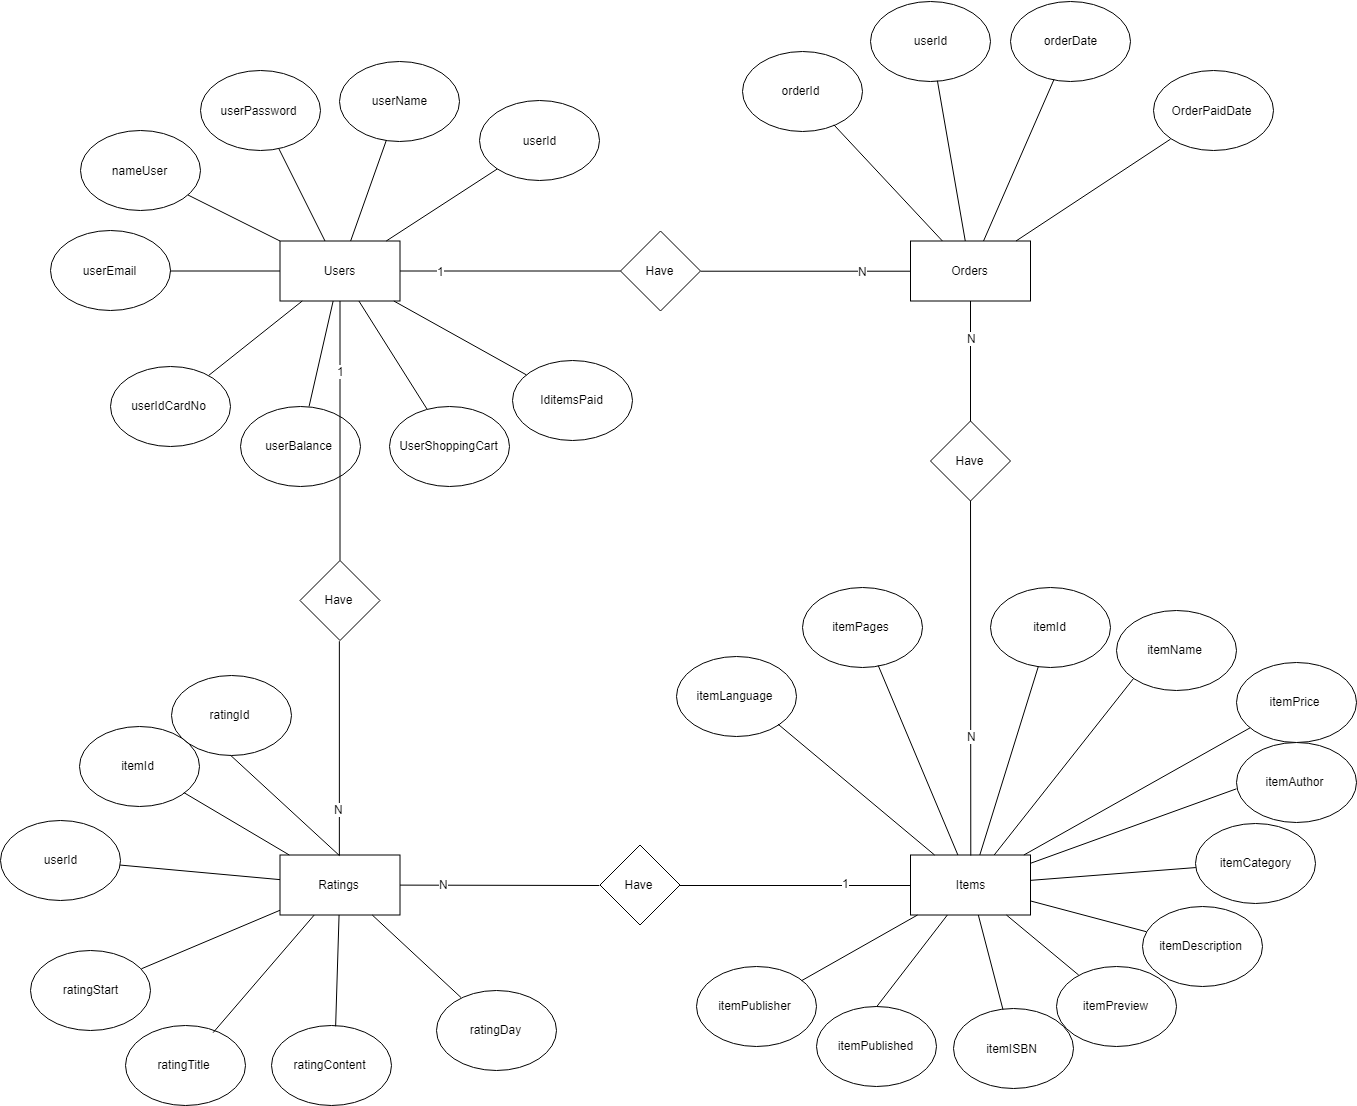 userId
orderDate
orderId
OrderPaidDate
userPassword
userName
userId
nameUser
userEmail
Users
1
Have
N
Orders
N
1
userIdCardNo
userBalance
UserShoppingCart
IditemsPaid
Have
Have
itemPages
itemId
itemName
itemLanguage
itemPrice
ratingId
N
itemId
itemAuthor
N
userId
itemCategory
Ratings
N
Have
1
Items
itemDescription
ratingStart
itemPublisher
itemPreview
ratingDay
itemPublished
itemISBN
ratingTitle
ratingContent